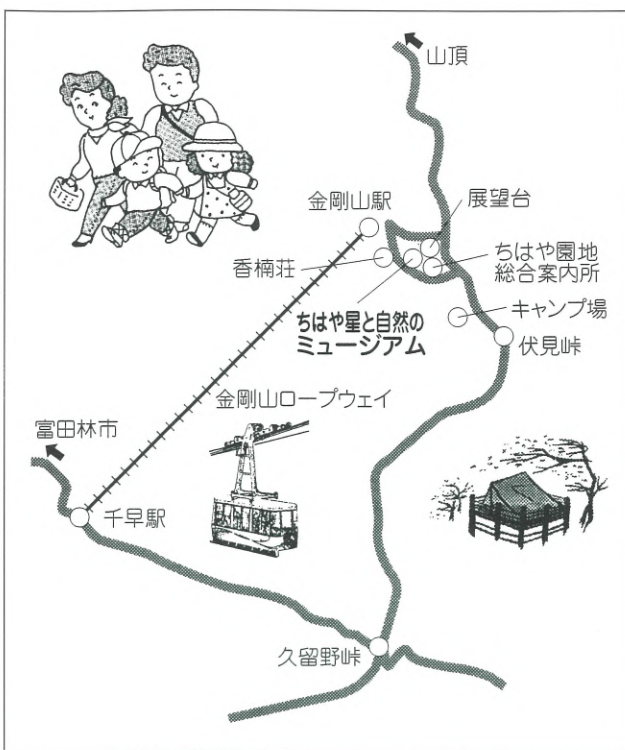 山頂
金剛山駅
展望台
香楠荘
ちはや園地
総合案内所
ちはや星と自然の
ミュージアム
キャンプ場
伏見峠
金剛山ロープウェイ
富田林市
千早駅
久留野峠